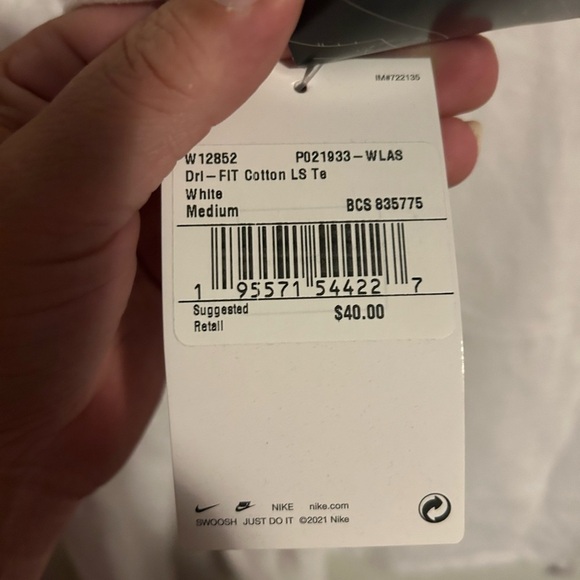 IM#722135
W12852 P021933-WLAS
Dri-FIT Cotton LS Te
White
Medium BCS 835775
1 95571 54422 7
Suggested
Retail $40.00
NIKE nike.com
SWOOSH JUST DO IT ©2021 Nike